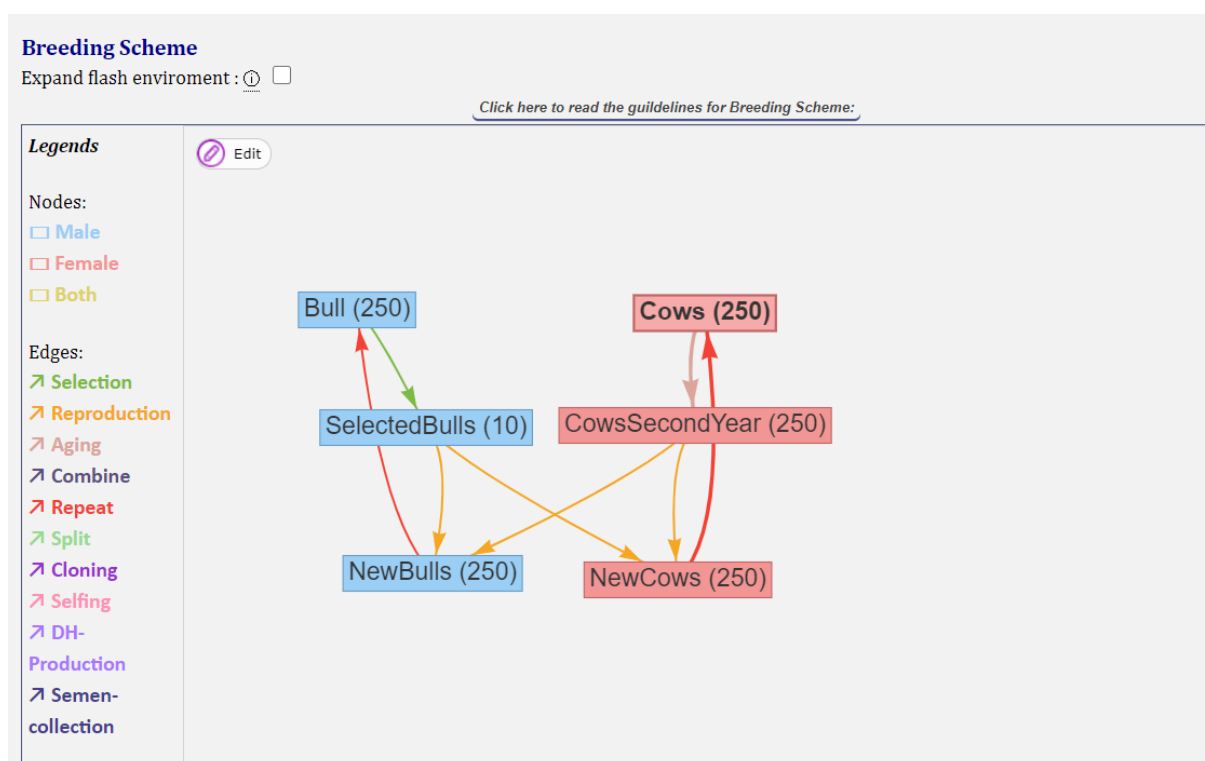 Breeding Scheme
Expand flash enviroment : ⓘ
Click here to read the guildelines for Breeding Scheme:
Legends
Edit
Nodes:
Male
Female
Both
Edges:
Selection
Reproduction
Aging
Combine
Repeat
Split
Cloning
Selfing
DH-
Production
Semen-
collection
Bull (250)
Cows (250)
SelectedBulls (10)
CowsSecondYear (250)
NewBulls (250)
NewCows (250)